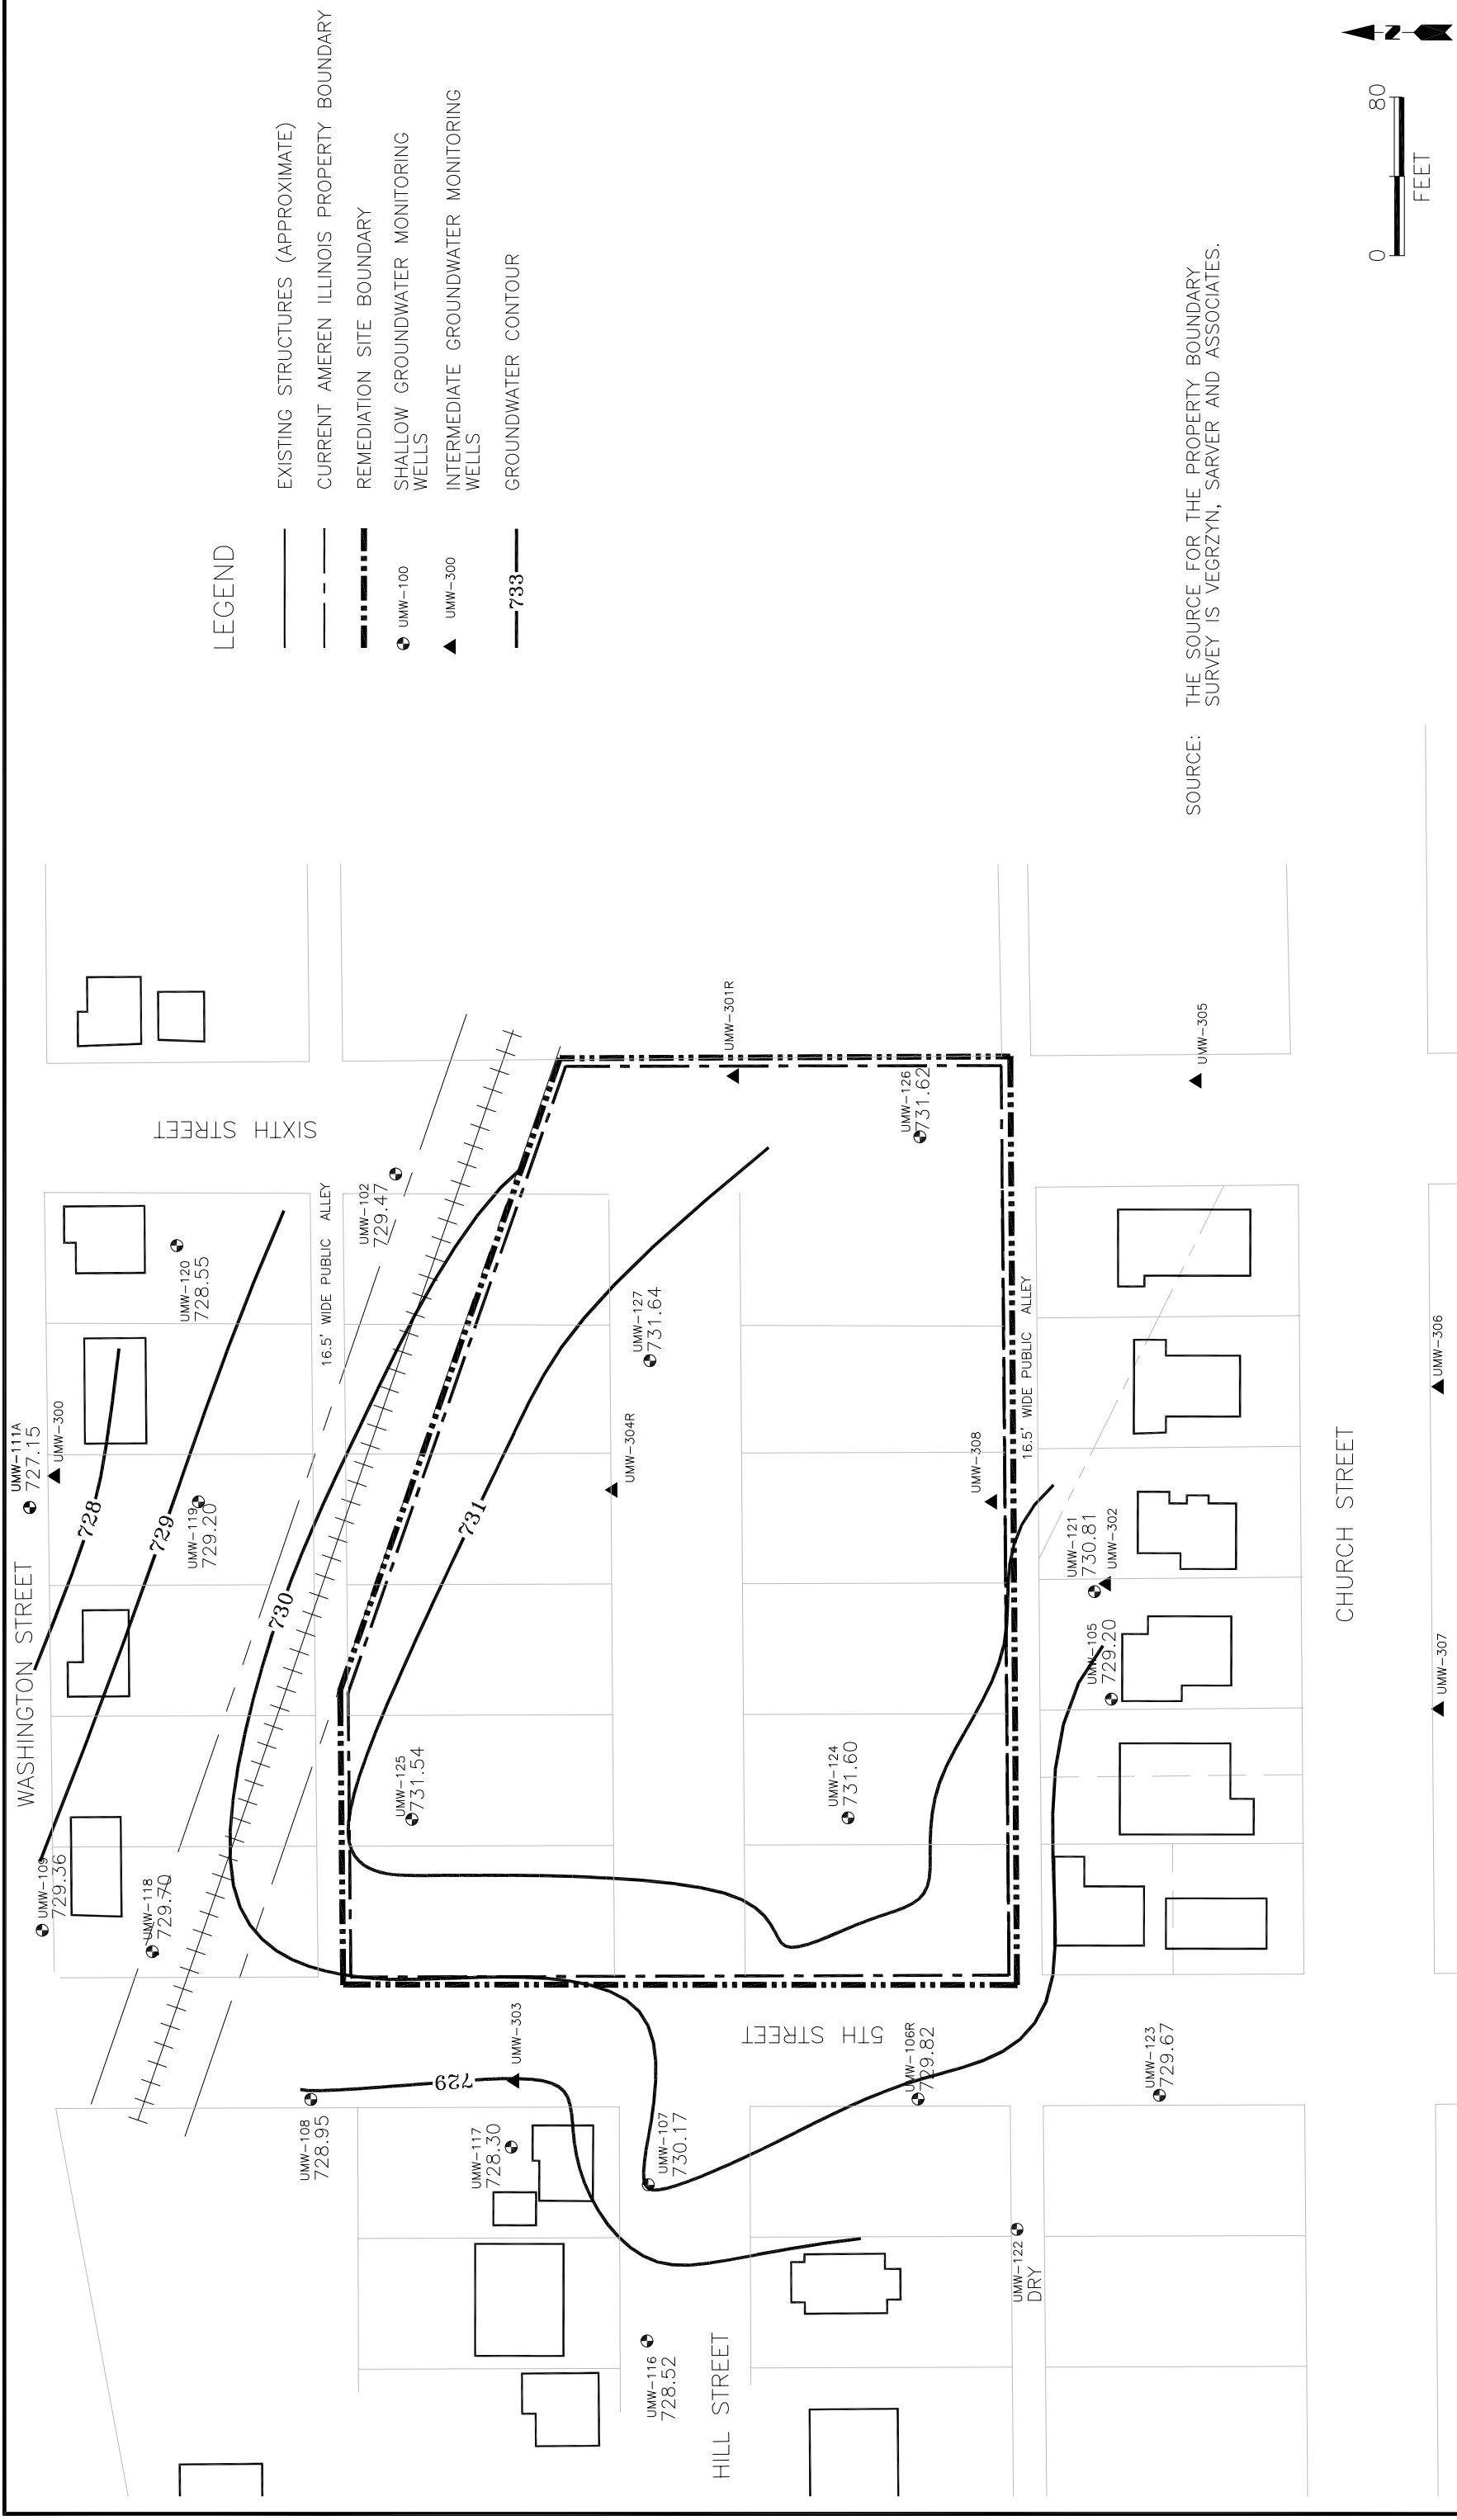 WASHINGTON STREET
UMW-109
729.36
UMW-111A
727.15
UMW-300
728
729
UMW-118
729.70
UMW-119
729.20
UMW-120
728.55
SIXTH STREET
16.5' WIDE PUBLIC ALLEY
730
UMW-108
728.95
UMW-102
729.47
729
UMW-303
UMW-117
728.30
UMW-125
731.54
731
UMW-304R
UMW-127
731.64
UMW-107
730.17
UMW-116
728.52
HILL STREET
5TH STREET
UMW-301R
UMW-124
731.60
UMW-126
731.62
UMW-106R
729.82
UMW-308
16.5' WIDE PUBLIC ALLEY
UMW-122
DRY
UMW-121
730.81
UMW-302
UMW-105
729.20
UMW-123
729.67
UMW-305
CHURCH STREET
UMW-307
UMW-306
LEGEND
EXISTING STRUCTURES (APPROXIMATE)
CURRENT AMEREN ILLINOIS PROPERTY BOUNDARY
REMEDIATION SITE BOUNDARY
UMW-100
SHALLOW GROUNDWATER MONITORING
WELLS
UMW-300
INTERMEDIATE GROUNDWATER MONITORING
WELLS
733
GROUNDWATER CONTOUR
SOURCE: THE SOURCE FOR THE PROPERTY BOUNDARY
SURVEY IS VEGRZYN, SARVER AND ASSOCIATES.
0 80
FEET
N